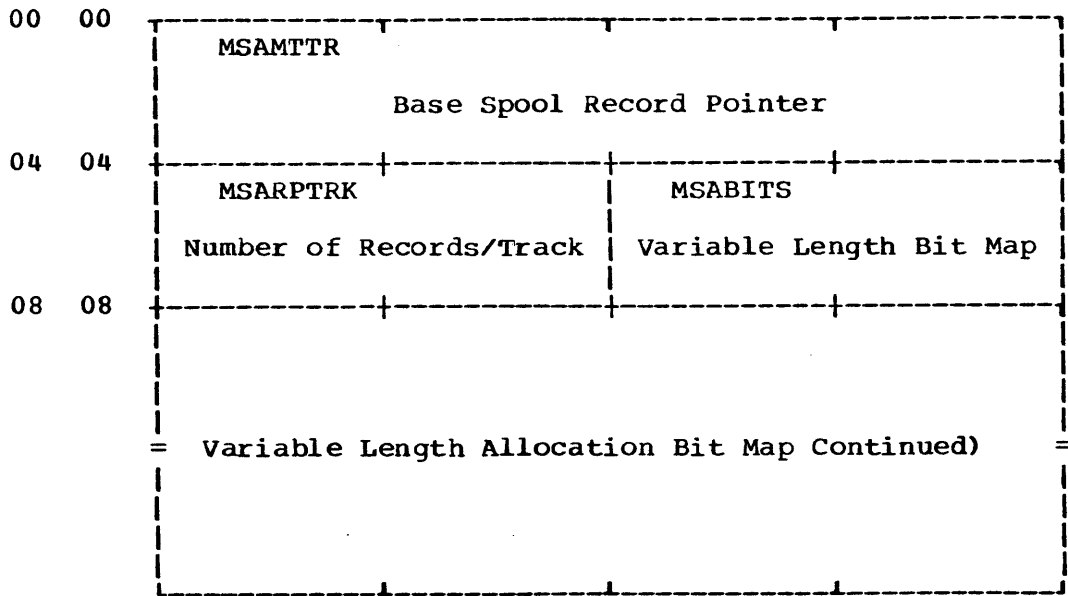 00 00
MSAMTTR
Base Spool Record Pointer
04 04
MSARPTRK MSABITS
Number of Records/Track Variable Length Bit Map
08 08
= Variable Length Allocation Bit Map Continued) =